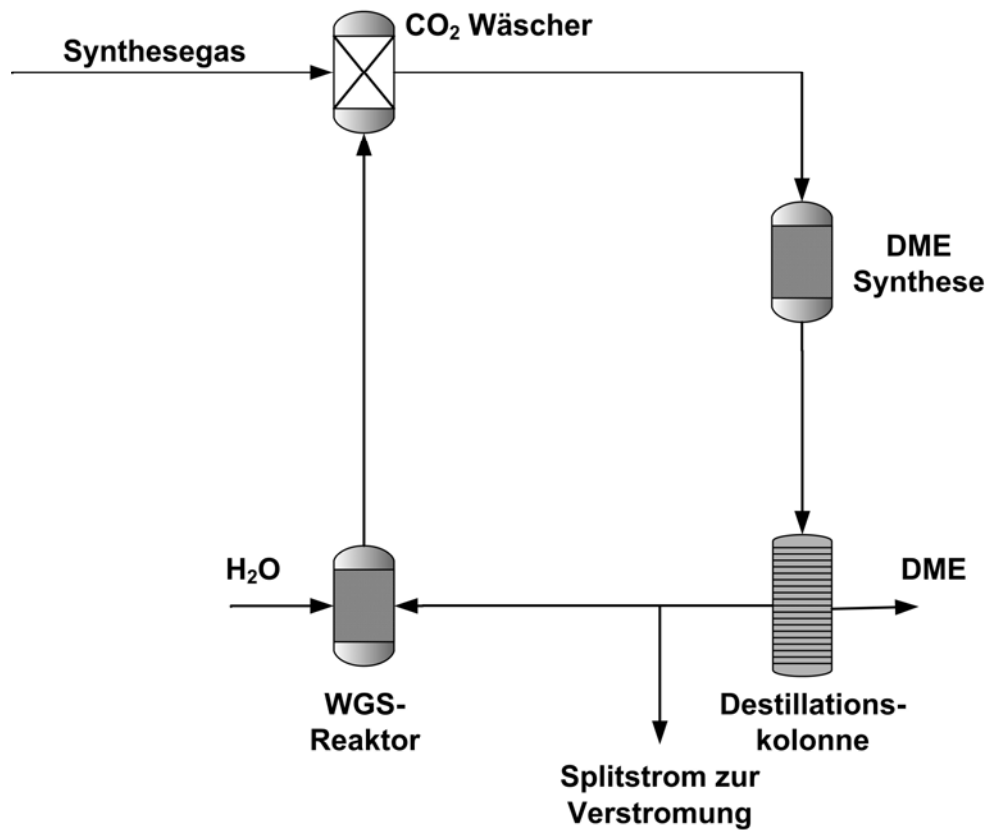 CO₂ Wäscher
Synthesegas
DME
Synthese
H₂O
DME
WGS-
Reaktor
Destillations-
kolonne
Splitstrom zur
Verstromung